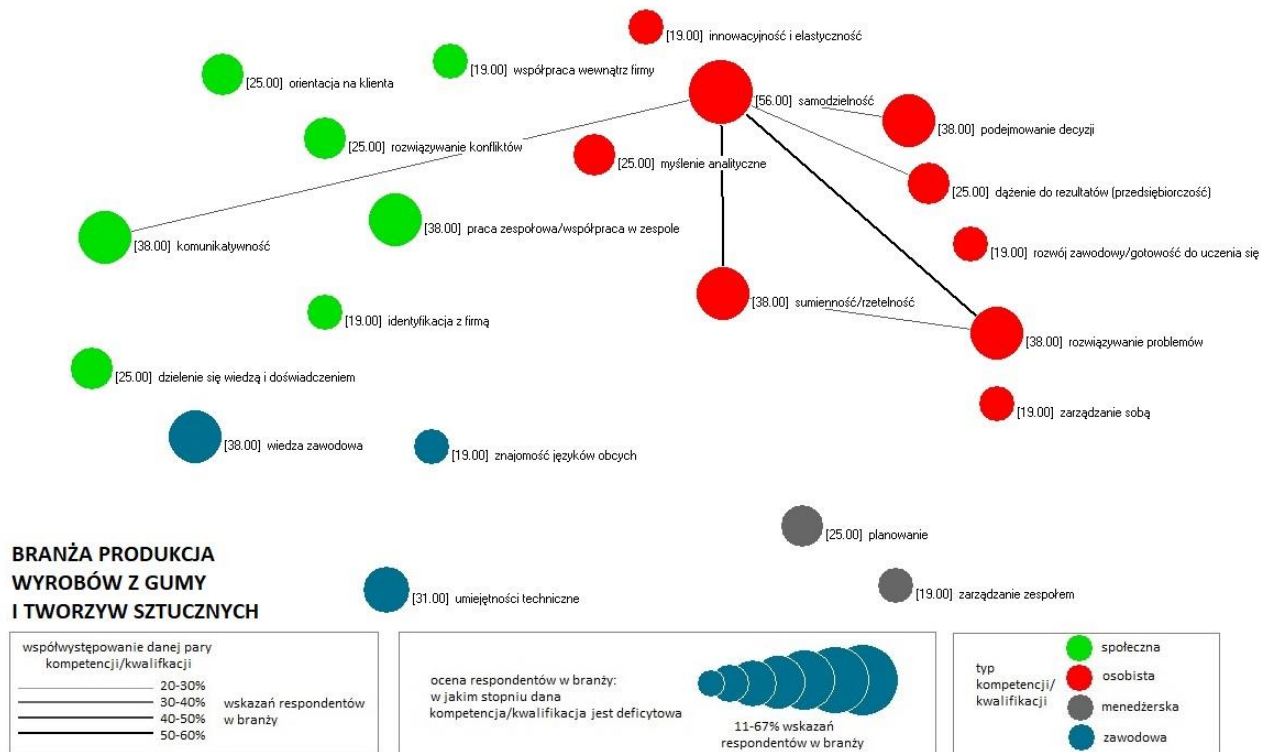 [19.00] innowacyjność i elastyczność
[19.00] współpraca wewnątrz firmy
[25.00] orientacja na klienta
[56.00] samodzielność
[38.00] podejmowanie decyzji
[25.00] rozwiązywanie konfliktów
[25.00] myślenie analityczne
[25.00] dążenie do rezultatów (przedsiębiorczość)
[38.00] praca zespołowa/współpraca w zespole
[38.00] komunikatywność
[19.00] rozwój zawodowy/gotowość do uczenia się
[38.00] sumienność/rzetelność
[19.00] identyfikacja z firmą
[38.00] rozwiązywanie problemów
[25.00] dzielenie się wiedzą i doświadczeniem
[19.00] zarządzanie sobą
[38.00] wiedza zawodowa
[19.00] znajomość języków obcych
[25.00] planowanie
[31.00] umiejętności techniczne
[19.00] zarządzanie zespołem
BRANŻA PRODUKCJA
WYROBÓW Z GUMY
I TWORZYW SZTUCZNYCH
współwystępowanie danej pary
kompetencji/kwalifkacji
20-30%
30-40%
40-50%
50-60%
wskazań respondentów
w branży
ocena respondentów w branży:
w jakim stopniu dana
kompetencja/kwalifikacja jest deficytowa
11-67% wskazań
respondentów w branży
typ
kompetencji/
kwalifikacji
społeczna
osobista
menedżerska
zawodowa